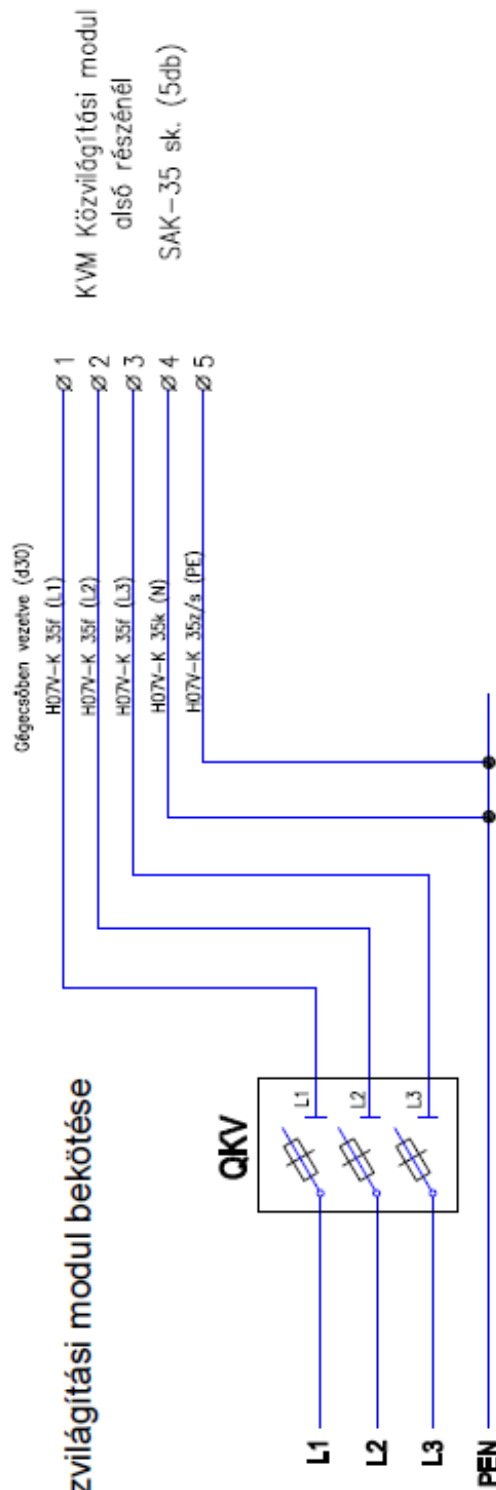 zvilágítási modul bekötése
QKV
L1
L2
L3
L1
L2
L3
PEN
Gégecsőben vezetve (d30)
H07V-K 35f (L1)
H07V-K 35f (L2)
H07V-K 35f (L3)
H07V-K 35k (N)
H07V-K 35z/s (PE)
Ø 1
Ø 2
Ø 3
Ø 4
Ø 5
KVM Közvilágítási modul
alsó részénél
SAK-35 sk. (5db)